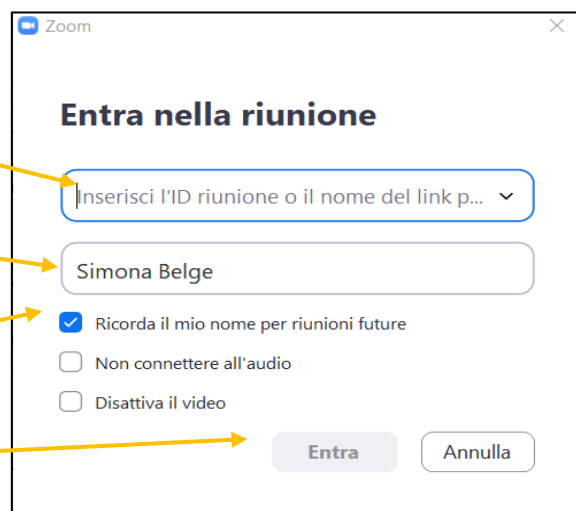 Zoom
Entra nella riunione
Inserisci l'ID riunione o il nome del link p...
Simona Belge
Ricorda il mio nome per riunioni future
Non connettere all'audio
Disattiva il video
Entra Annulla